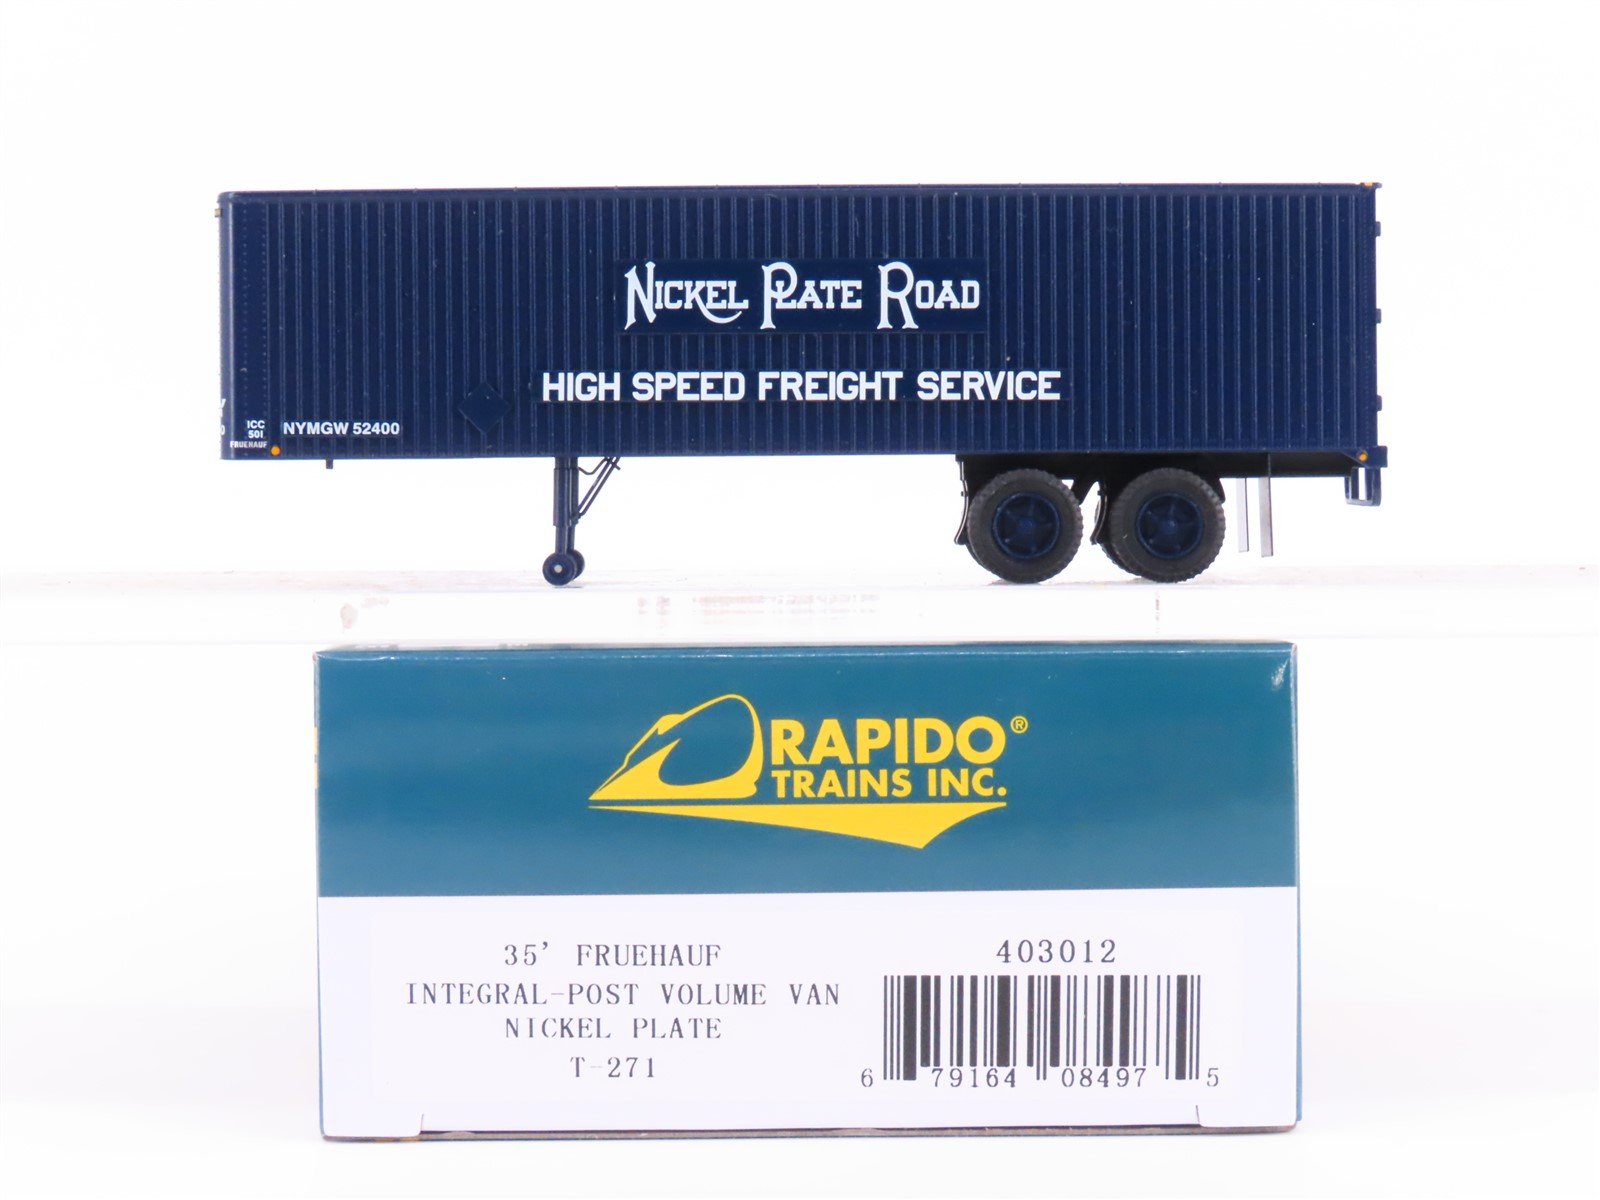 NICKEL PLATE ROAD
HIGH SPEED FREIGHT SERVICE
ICC
501
FRUEHAUF
NYMGW 52400
RAPIDO®
TRAINS INC.
35' FRUEHAUF
INTEGRAL-POST VOLUME VAN
NICKEL PLATE
T-271
403012
6 79164 08497 5